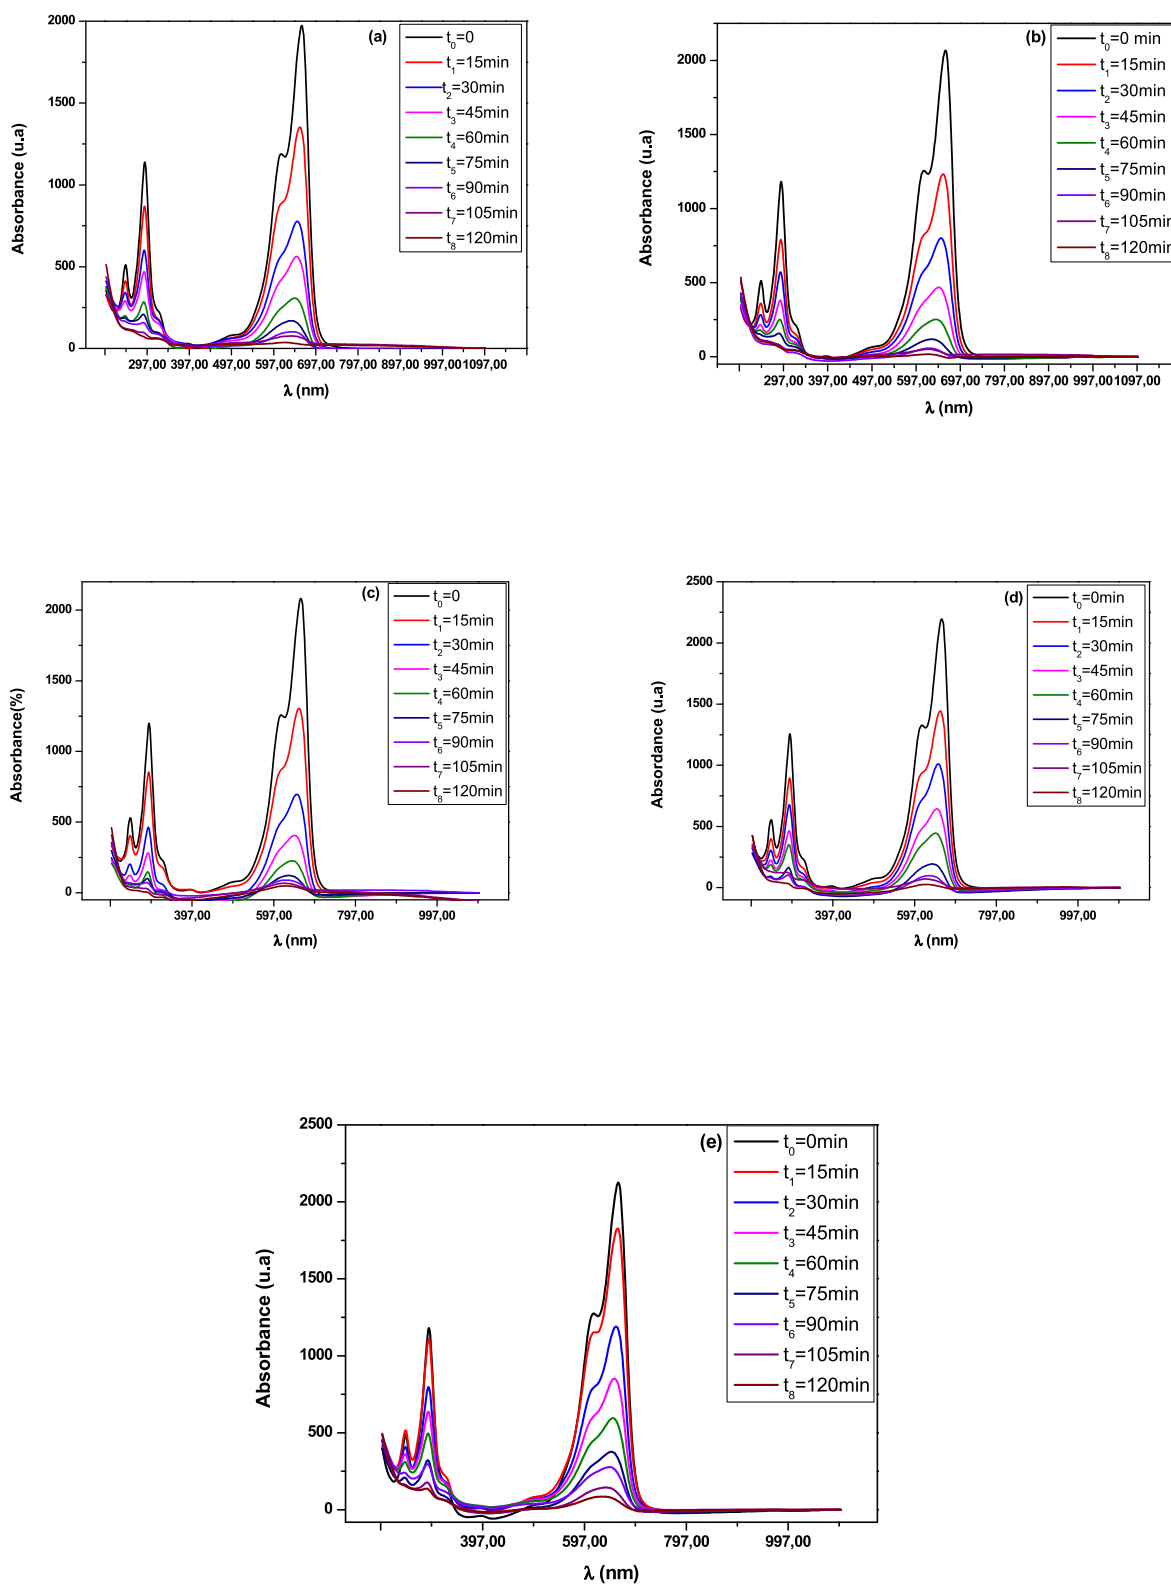 (a)
t0=0
t1=15min
t2=30min
t3=45min
t4=60min
t5=75min
t6=90min
t7=105min
t8=120min
2000
1500
1000
500
0
Absorbance (u.a)
297,00 397,00 497,00 597,00 697,00 797,00 897,00 997,00 1097,00
λ (nm)
(b)
t0=0 min
t1=15min
t2=30min
t3=45min
t4=60min
t5=75min
t6=90min
t7=105min
t8=120min
2000
1500
1000
500
0
Absorbance (u.a)
297,00 397,00 497,00 597,00 697,00 797,00 897,00 997,00 1097,00
λ (nm)
(c)
t0=0
t1=15min
t2=30min
t3=45min
t4=60min
t5=75min
t6=90min
t7=105min
t8=120min
2000
1500
1000
500
0
Absorbance(%)
397,00 597,00 797,00 997,00
λ (nm)
(d)
t0=0min
t1=15min
t2=30min
t3=45min
t4=60min
t5=75min
t6=90min
t7=105min
t8=120min
2500
2000
1500
1000
500
0
Absordance (u.a)
397,00 597,00 797,00 997,00
λ (nm)
(e)
t0=0min
t1=15min
t2=30min
t3=45min
t4=60min
t5=75min
t6=90min
t7=105min
t8=120min
2500
2000
1500
1000
500
0
Absorbance (u.a)
397,00 597,00 797,00 997,00
λ (nm)